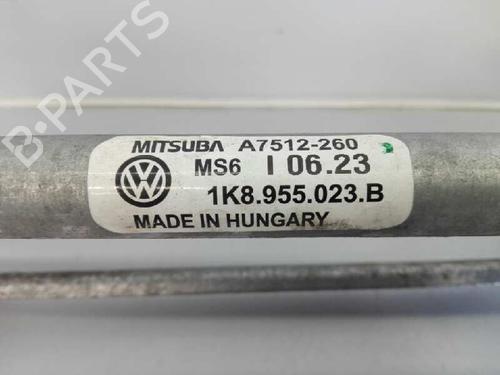 MITSUBA A7512-260
MS6 I 06.23
1K8.955.023.B
MADE IN HUNGARY
B-PARTS